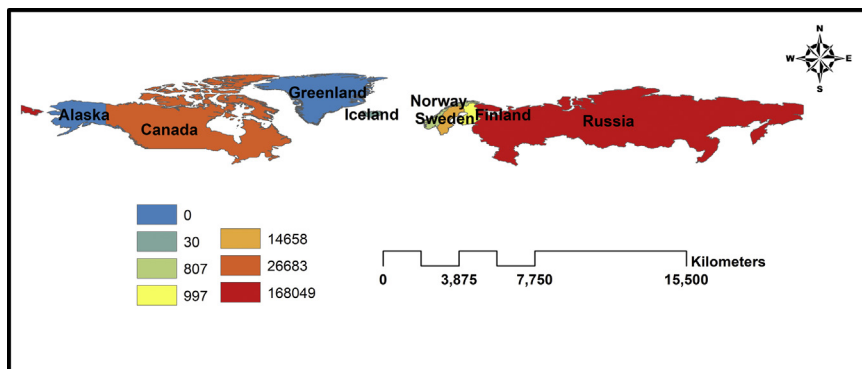 N
W E
S
Greenland
Alaska
Canada
Iceland
Norway
Sweden
Finland
Russia
0
30
807
997
14658
26683
168049
Kilometers
0 3,875 7,750 15,500